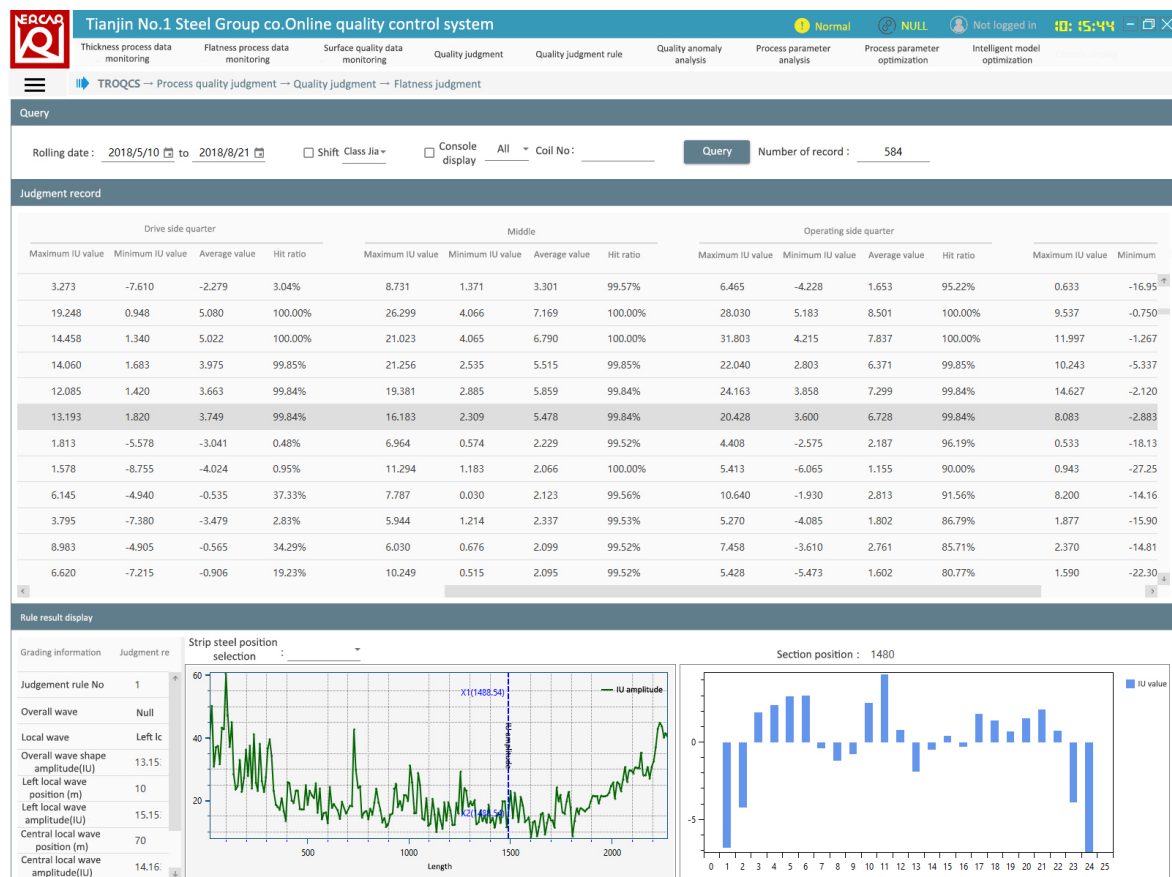 ERCAR
Tianjin No.1 Steel Group co.Online quality control system
! Normal
NULL
Not logged in
10:15:44
Thickness process data monitoring
Flatness process data monitoring
Surface quality data monitoring
Quality judgment
Quality judgment rule
Quality anomaly analysis
Process parameter analysis
Process parameter optimization
Intelligent model optimization
TROQCS → Process quality judgment → Quality judgment → Flatness judgment
Query
Rolling date : 2018/5/10 to 2018/8/21 Shift Class Jia Console display All Coil No: Query Number of record : 584
Judgment record
Drive side quarter Middle Operating side quarter
Maximum IU value Minimum IU value Average value Hit ratio Maximum IU value Minimum IU value Average value Hit ratio Maximum IU value Minimum IU value Average value Hit ratio Maximum IU value Minimum
3.273 -7.610 -2.279 3.04% 8.731 1.371 3.301 99.57% 6.465 -4.228 1.653 95.22% 0.633 -16.95
19.248 0.948 5.080 100.00% 26.299 4.066 7.169 100.00% 28.030 5.183 8.501 100.00% 9.537 -0.750
14.458 1.340 5.022 100.00% 21.023 4.065 6.790 100.00% 31.803 4.215 7.837 100.00% 11.997 -1.267
14.060 1.683 3.975 99.85% 21.256 2.535 5.515 99.85% 22.040 2.803 6.371 99.85% 10.243 -5.337
12.085 1.420 3.663 99.84% 19.381 2.885 5.859 99.84% 24.163 3.858 7.299 99.84% 14.627 -2.120
13.193 1.820 3.749 99.84% 16.183 2.309 5.478 99.84% 20.428 3.600 6.728 99.84% 8.083 -2.883
1.813 -5.578 -3.041 0.48% 6.964 0.574 2.229 99.52% 4.408 -2.575 2.187 96.19% 0.533 -18.13
1.578 -8.755 -4.024 0.95% 11.294 1.183 2.066 100.00% 5.413 -6.065 1.155 90.00% 0.943 -27.25
6.145 -4.940 -0.535 37.33% 7.787 0.030 2.123 99.56% 10.640 -1.930 2.813 91.56% 8.200 -14.16
3.795 -7.380 -3.479 2.83% 5.944 1.214 2.337 99.53% 5.270 -4.085 1.802 86.79% 1.877 -15.90
8.983 -4.905 -0.565 34.29% 6.030 0.676 2.099 99.52% 7.458 -3.610 2.761 85.71% 2.370 -14.81
6.620 -7.215 -0.906 19.23% 10.249 0.515 2.095 99.52% 5.428 -5.473 1.602 80.77% 1.590 -22.30
Rule result display
Grading information Judgment re
Judgement rule No 1
Overall wave Null
Local wave Left lc
Overall wave shape amplitude(IU) 13.15
Left local wave position (m) 10
Left local wave amplitude(IU) 15.15
Central local wave position (m) 70
Central local wave amplitude(IU) 14.16
Strip steel position selection :
60
40
20
X1(1488.54)
IU amplitude
IU amplitude
X2(1488.54)
500 1000 1500 2000
Length
Section position : 1480
IU value
0
-5
0 1 2 3 4 5 6 7 8 9 10 11 12 13 14 15 16 17 18 19 20 21 22 23 24 25